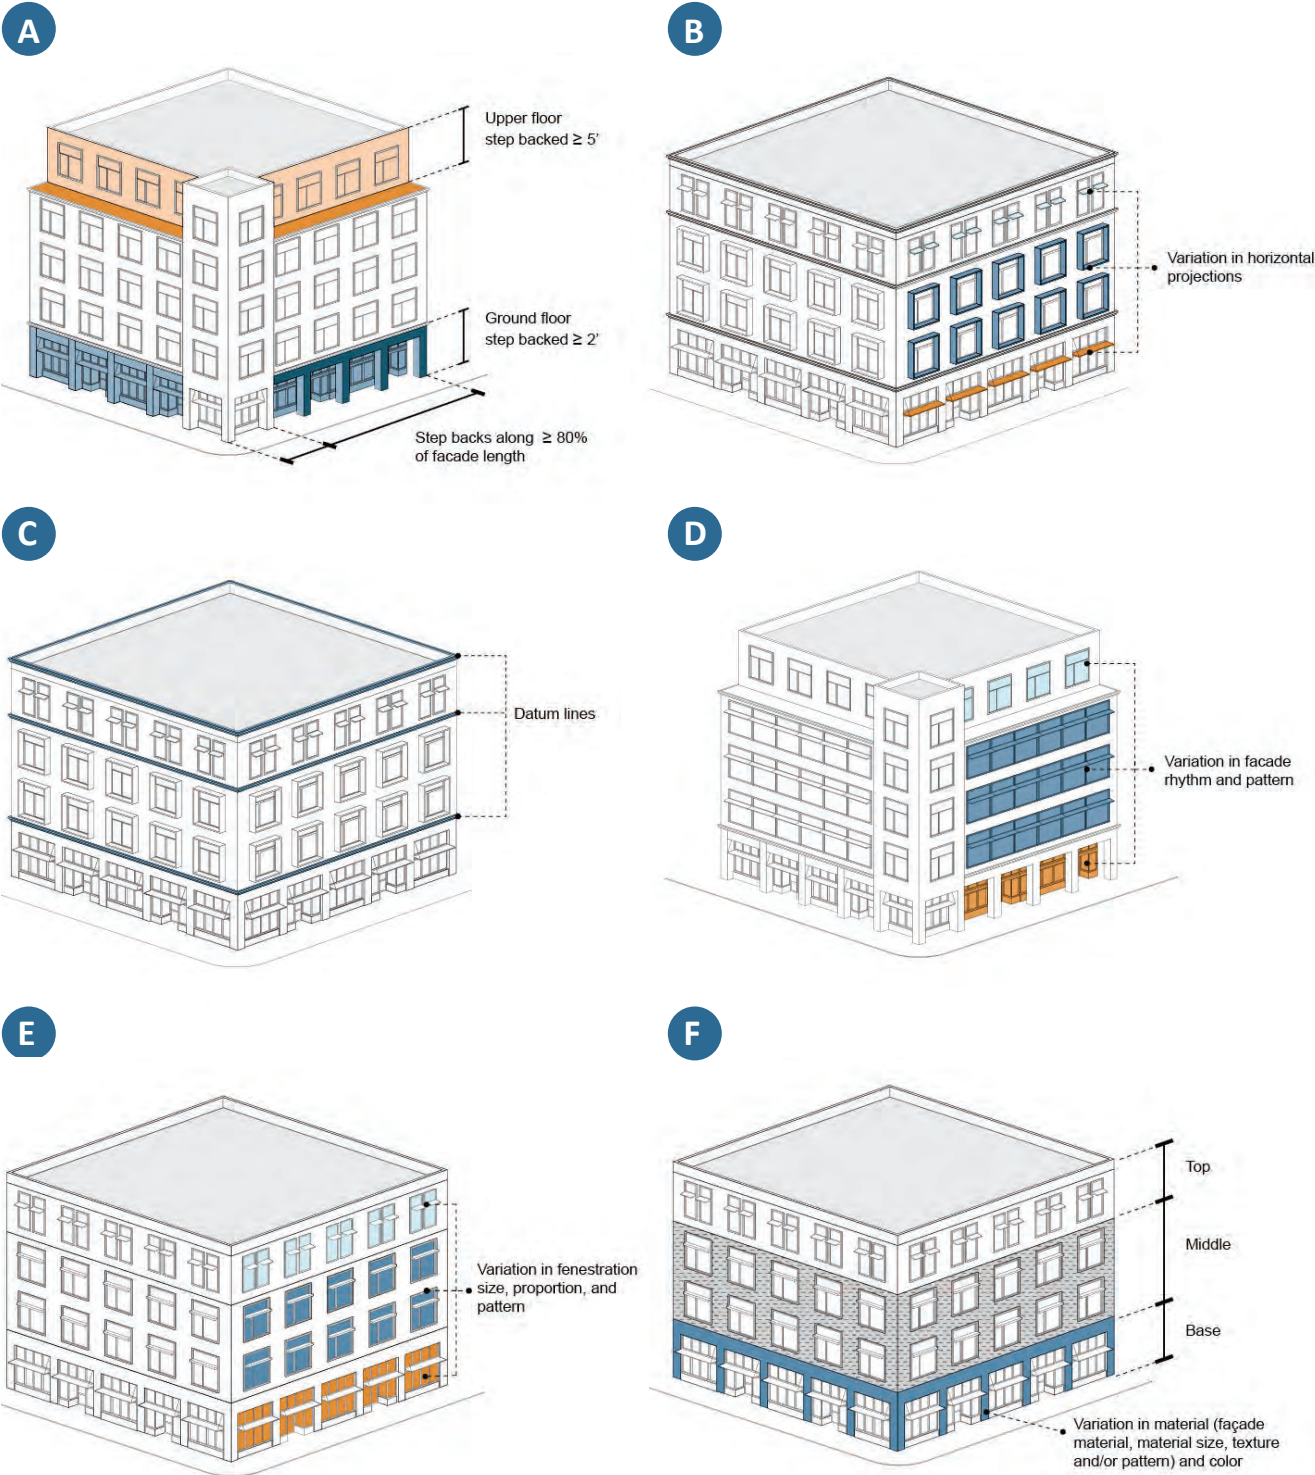 A
Upper floor
step backed ≥ 5'
Ground floor
step backed ≥ 2'
Step backs along ≥ 80%
of facade length
B
Variation in horizontal
projections
C
Datum lines
D
Variation in facade
rhythm and pattern
E
Variation in fenestration
size, proportion, and
pattern
F
Top
Middle
Base
Variation in material (façade
material, material size, texture
and/or pattern) and color